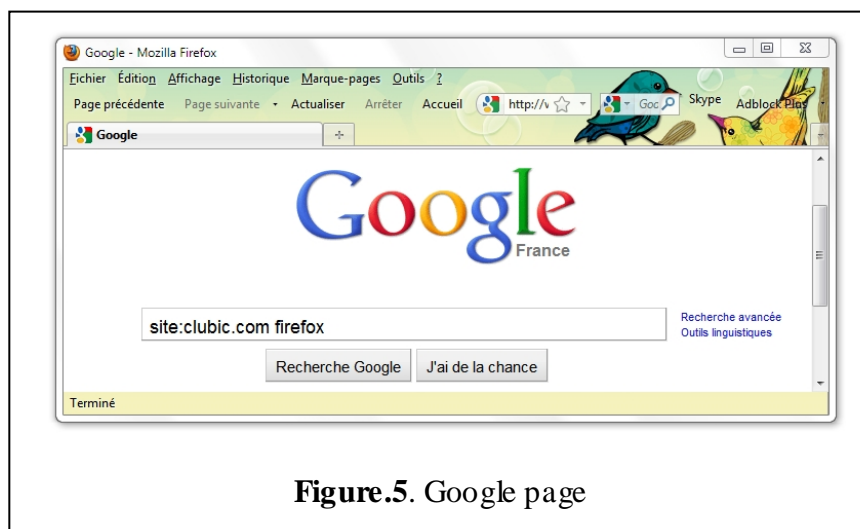 Google - Mozilla Firefox
Fichier Édition Affichage Historique Marque-pages Outils ?
Page précédente Page suivante Actualiser Arrêter Accueil http://v Goo Skype Adblock Plus
Google
Google
France
site:clubic.com firefox
Recherche avancée
Outils linguistiques
Recherche Google J'ai de la chance
Terminé
Figure.5. Google page